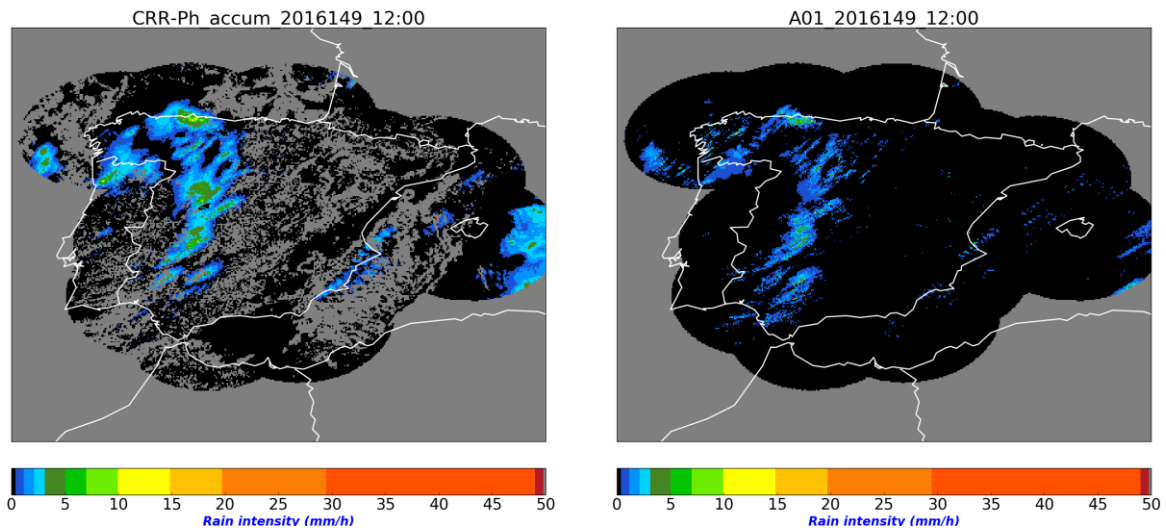 CRR-Ph_accum_2016149_12:00
A01_2016149_12:00
0 5 10 15 20 25 30 35 40 45 50
Rain intensity (mm/h)
0 5 10 15 20 25 30 35 40 45 50
Rain intensity (mm/h)